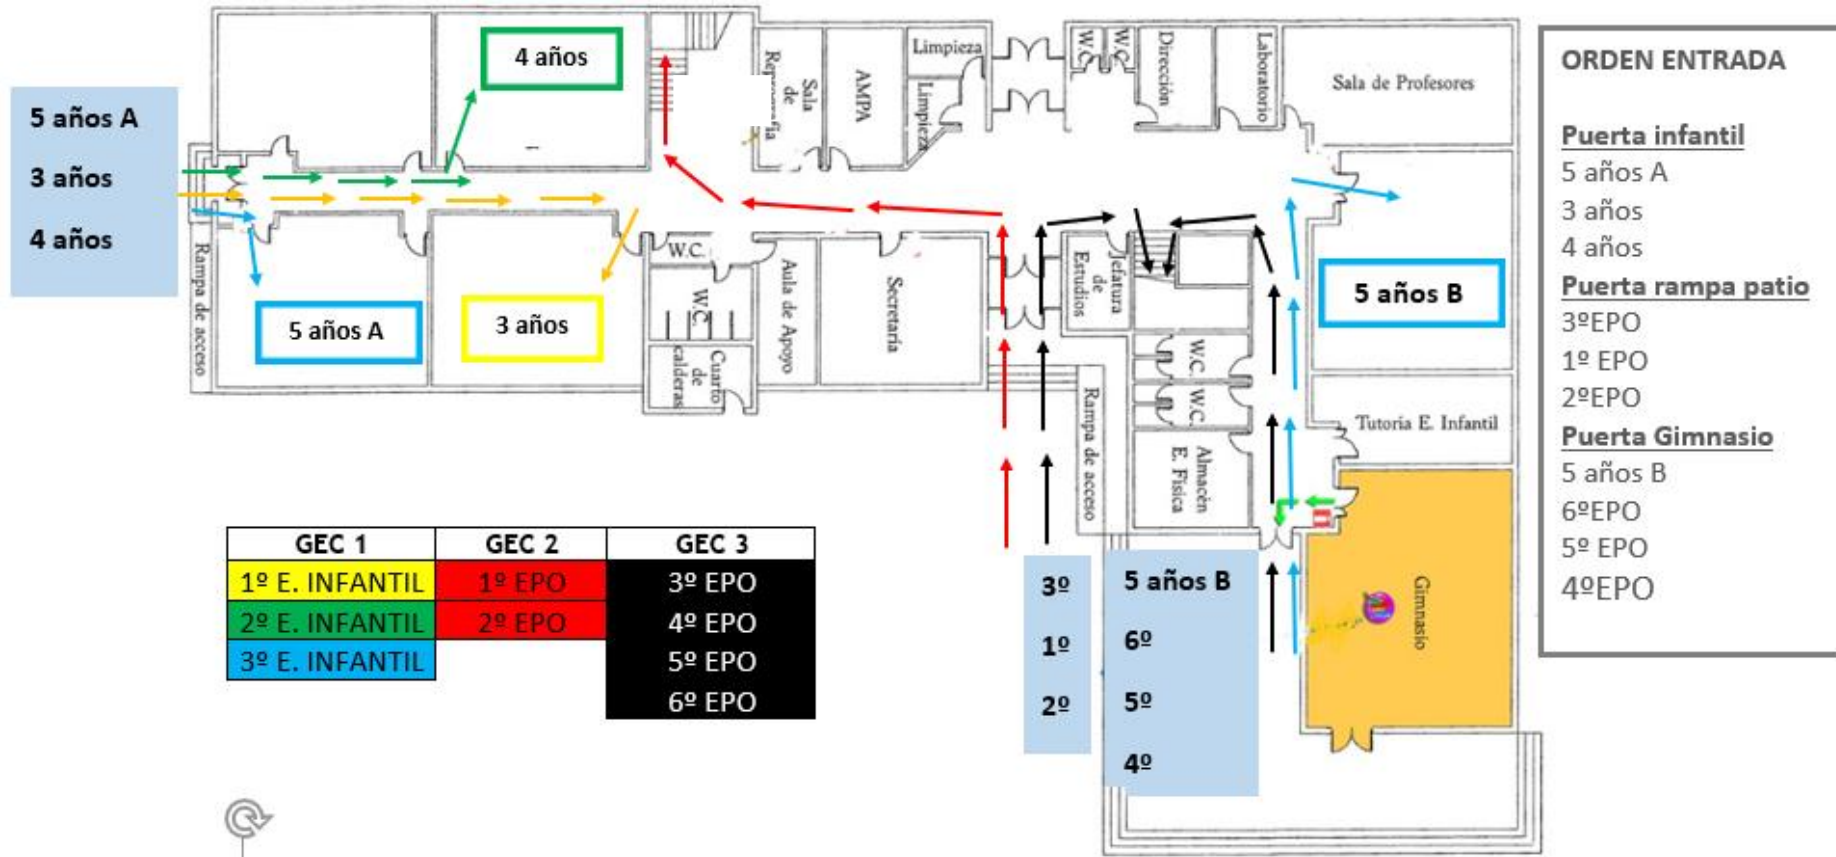 5 años A
3 años
4 años
4 años
5 años A
3 años
5 años B
Rampa de acceso
W.C.
W.C.
Cuarto
de
calderas
Aula de Apoyo
Secretaría
Sala
de
Reprografía
AMPA
Limpieza
Limpieza
W.C.
W.C.
Dirección
Laboratorio
Sala de Profesores
Jefatura
de
Estudios
W.C.
W.C.
Almacén
E. Física
Rampa de acceso
Tutoría E. Infantil
Gimnasio
3º
1º
2º
5 años B
6º
5º
4º
GEC 1 GEC 2 GEC 3
1º E. INFANTIL 1º EPO 3º EPO
2º E. INFANTIL 2º EPO 4º EPO
3º E. INFANTIL 5º EPO
6º EPO
ORDEN ENTRADA
Puerta infantil
5 años A
3 años
4 años
Puerta rampa patio
3ºEPO
1º EPO
2ºEPO
Puerta Gimnasio
5 años B
6ºEPO
5º EPO
4ºEPO